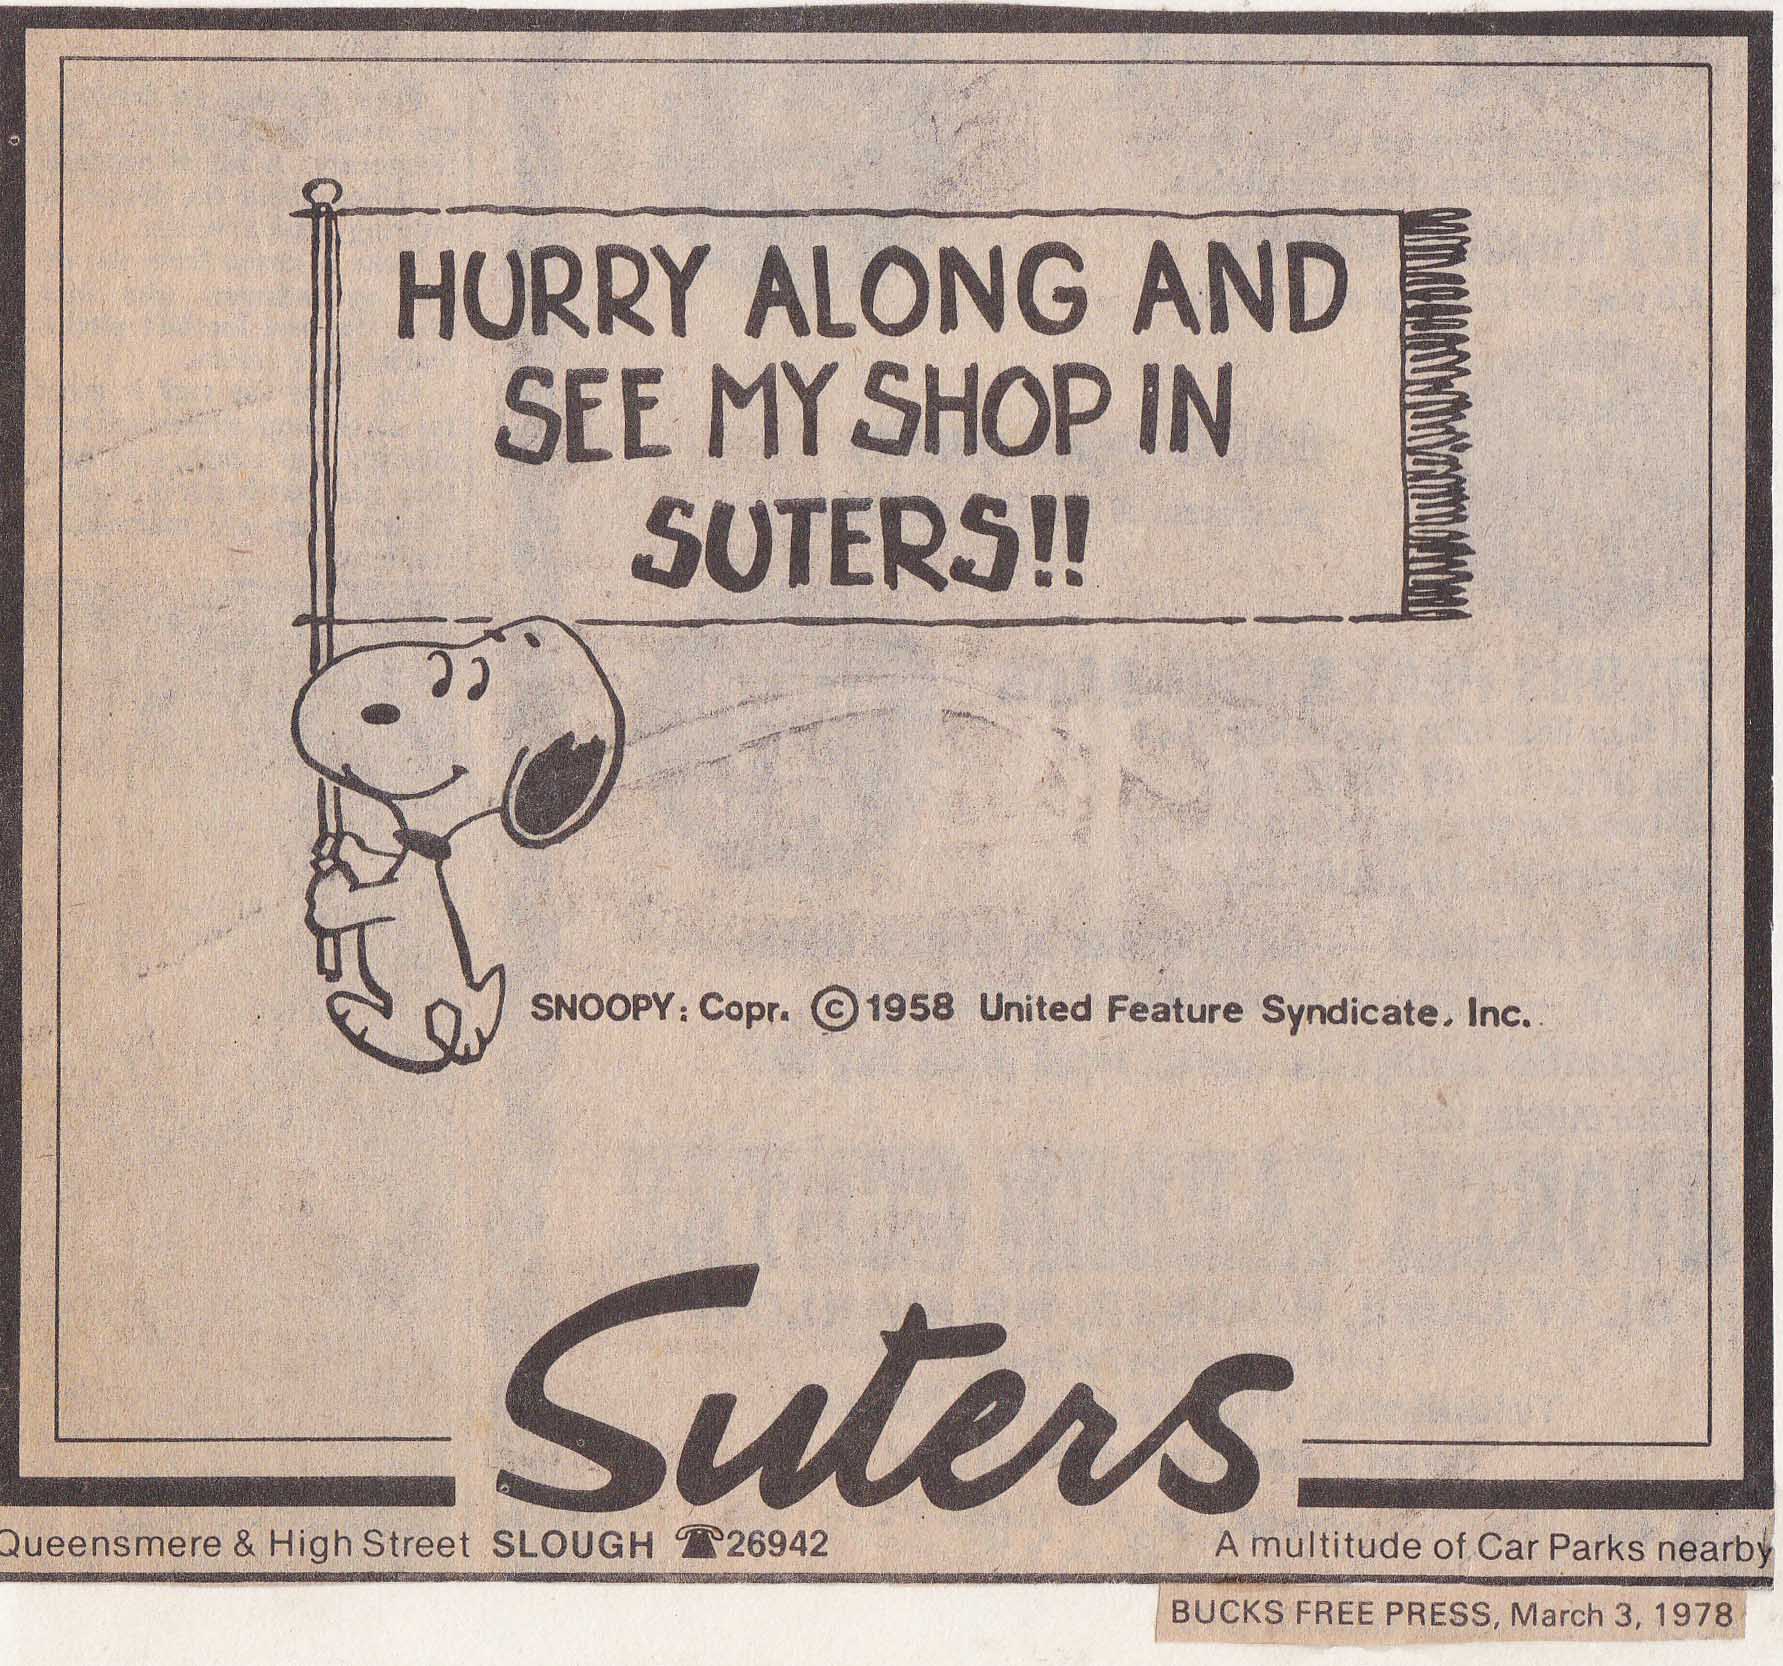 HURRY ALONG AND
SEE MY SHOP IN
SUTERS!!
SNOOPY: Copr. ©1958 United Feature Syndicate, Inc.
Suters
Queensmere & High Street SLOUGH ☎26942
A multitude of Car Parks nearby
BUCKS FREE PRESS, March 3, 1978